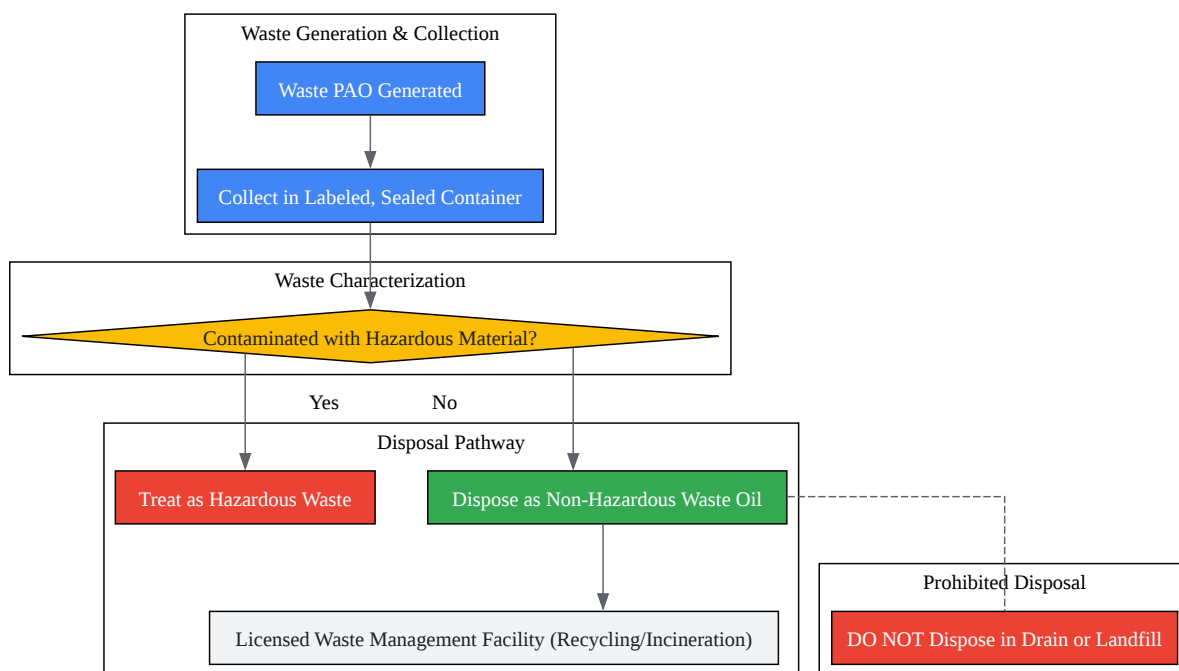 Waste Generation & Collection
Waste PAO Generated
Collect in Labeled, Sealed Container
Waste Characterization
Contaminated with Hazardous Material?
Yes
No
Disposal Pathway
Treat as Hazardous Waste
Dispose as Non-Hazardous Waste Oil
Licensed Waste Management Facility (Recycling/Incineration)
Prohibited Disposal
DO NOT Dispose in Drain or Landfill